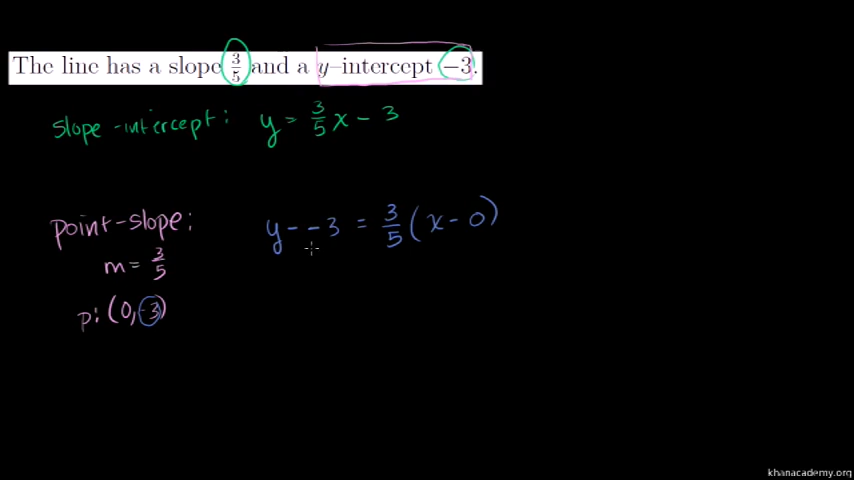 The line has a slope 3/5 and a y–intercept −3.
slope-intercept: y = 3/5 x − 3
point-slope: y − −3 = 3/5 (x − 0)
m = 3/5
p: (0, −3)
khanacademy.org